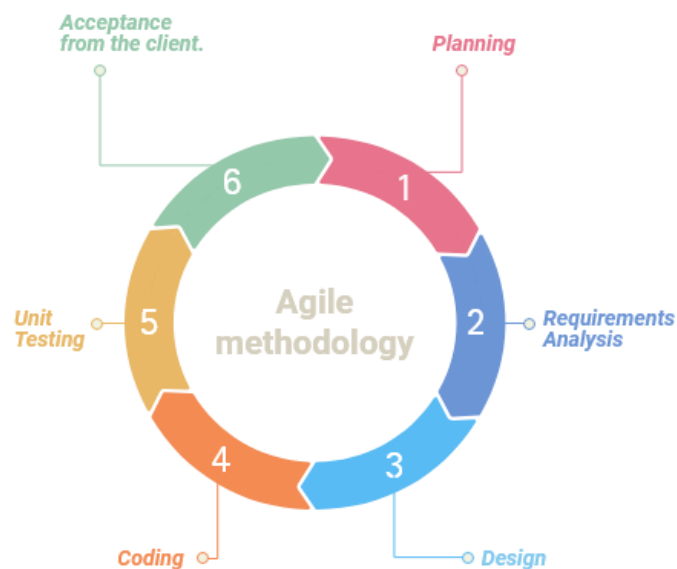 Acceptance
from the client.
Planning
6
1
Unit
Testing
5
Agile
methodology
2
Requirements
Analysis
4
3
Coding
Design